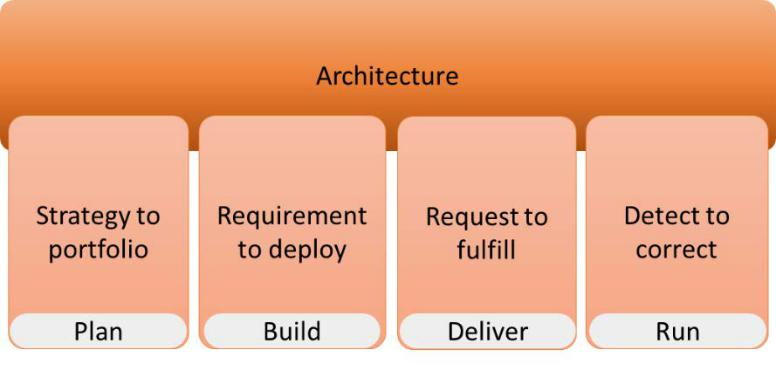 Architecture
Strategy to
portfolio
Plan
Requirement
to deploy
Build
Request to
fulfill
Deliver
Detect to
correct
Run